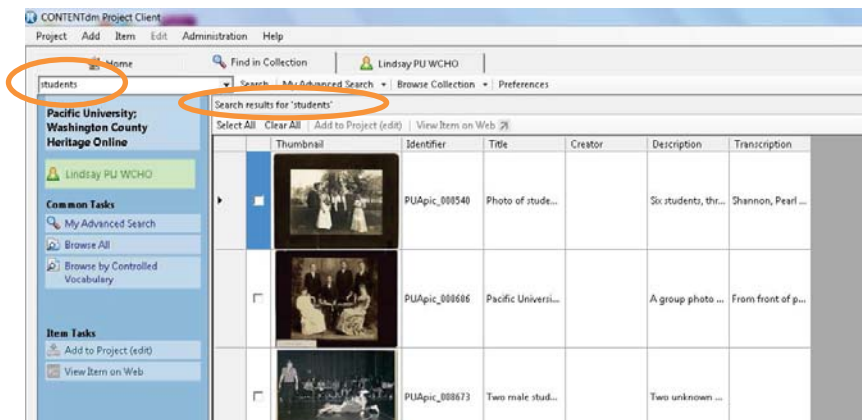 CONTENTdm Project Client
Project Add Item Edit Administration Help
Home Find in Collection Lindsay PU WCHO
students Search My Advanced Search Browse Collection Preferences
Search results for 'students'
Select All Clear All Add to Project (edit) View Item on Web
Pacific University;
Washington County
Heritage Online
Lindsay PU WCHO
Common Tasks
My Advanced Search
Browse All
Browse by Controlled
Vocabulary
Item Tasks
Add to Project (edit)
View Item on Web
Thumbnail Identifier Title Creator Description Transcription
PUApic_008540 Photo of stude... Six students, thr... Shannon, Pearl ...
PUApic_008606 Pacific Universi... A group photo ... From front of p...
PUApic_008673 Two male stud... Two unknown ...